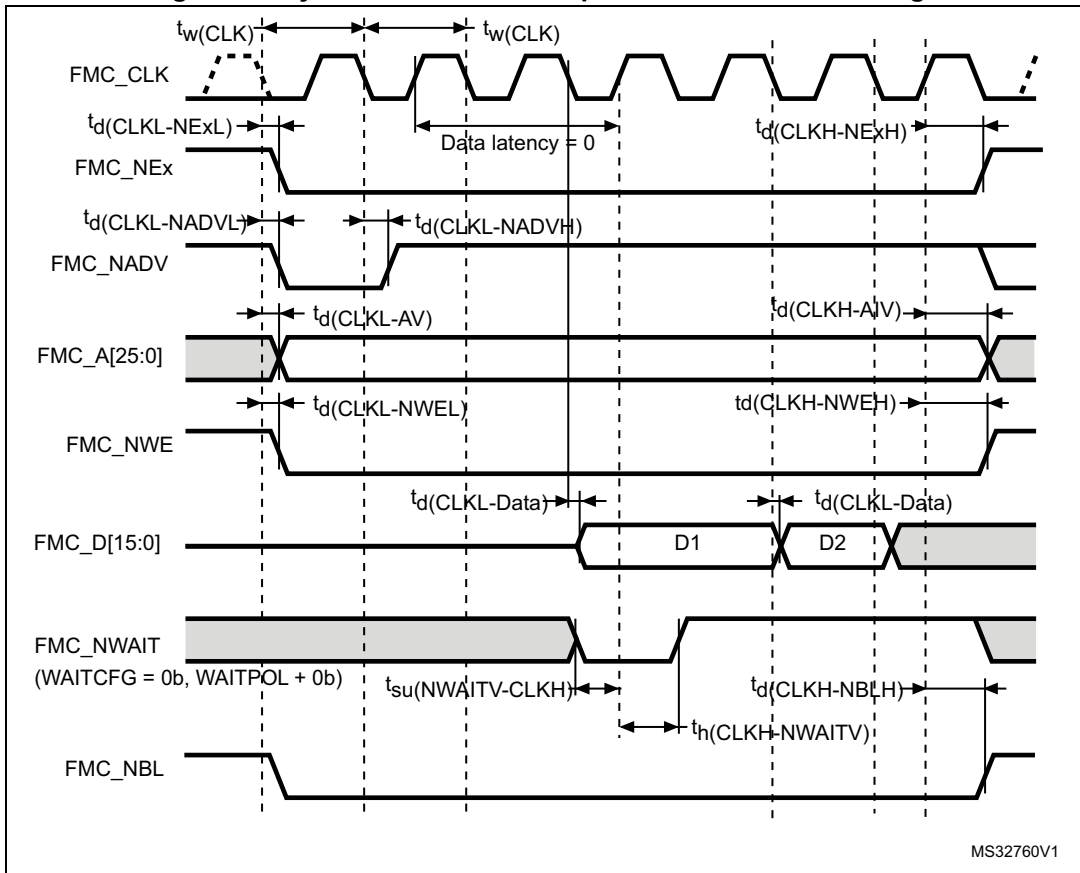 tw(CLK) tw(CLK)
FMC_CLK
td(CLKL-NExL) Data latency = 0 td(CLKH-NExH)
FMC_NEx
td(CLKL-NADVL) td(CLKL-NADVH)
FMC_NADV
td(CLKL-AV) td(CLKH-AIV)
FMC_A[25:0]
td(CLKL-NWEL) td(CLKH-NWEH)
FMC_NWE
td(CLKL-Data) td(CLKL-Data)
FMC_D[15:0] D1 D2
FMC_NWAIT
(WAITCFG = 0b, WAITPOL + 0b)
tsu(NWAITV-CLKH) td(CLKH-NBLH)
th(CLKH-NWAITV)
FMC_NBL
MS32760V1